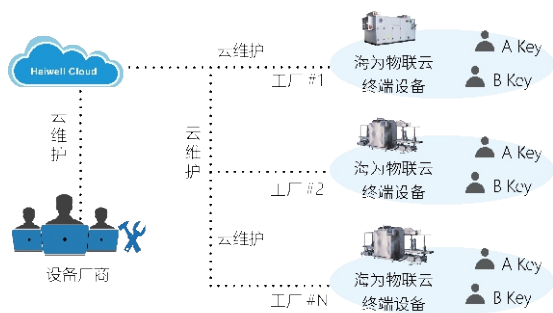 Haiwell Cloud
云维护
设备厂商
云维护
云维护
工厂 #1
海为物联云
终端设备
A Key
B Key
工厂 #2
海为物联云
终端设备
A Key
B Key
云维护
工厂 #N
海为物联云
终端设备
A Key
B Key